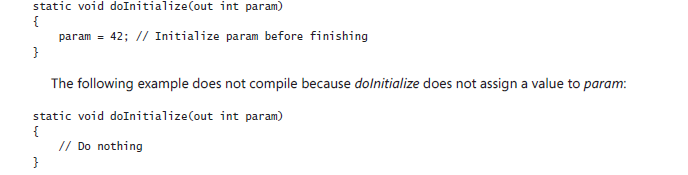 static void doInitialize(out int param)
{
    param = 42; // Initialize param before finishing
}
The following example does not compile because doInitialize does not assign a value to param:
static void doInitialize(out int param)
{
    // Do nothing
}